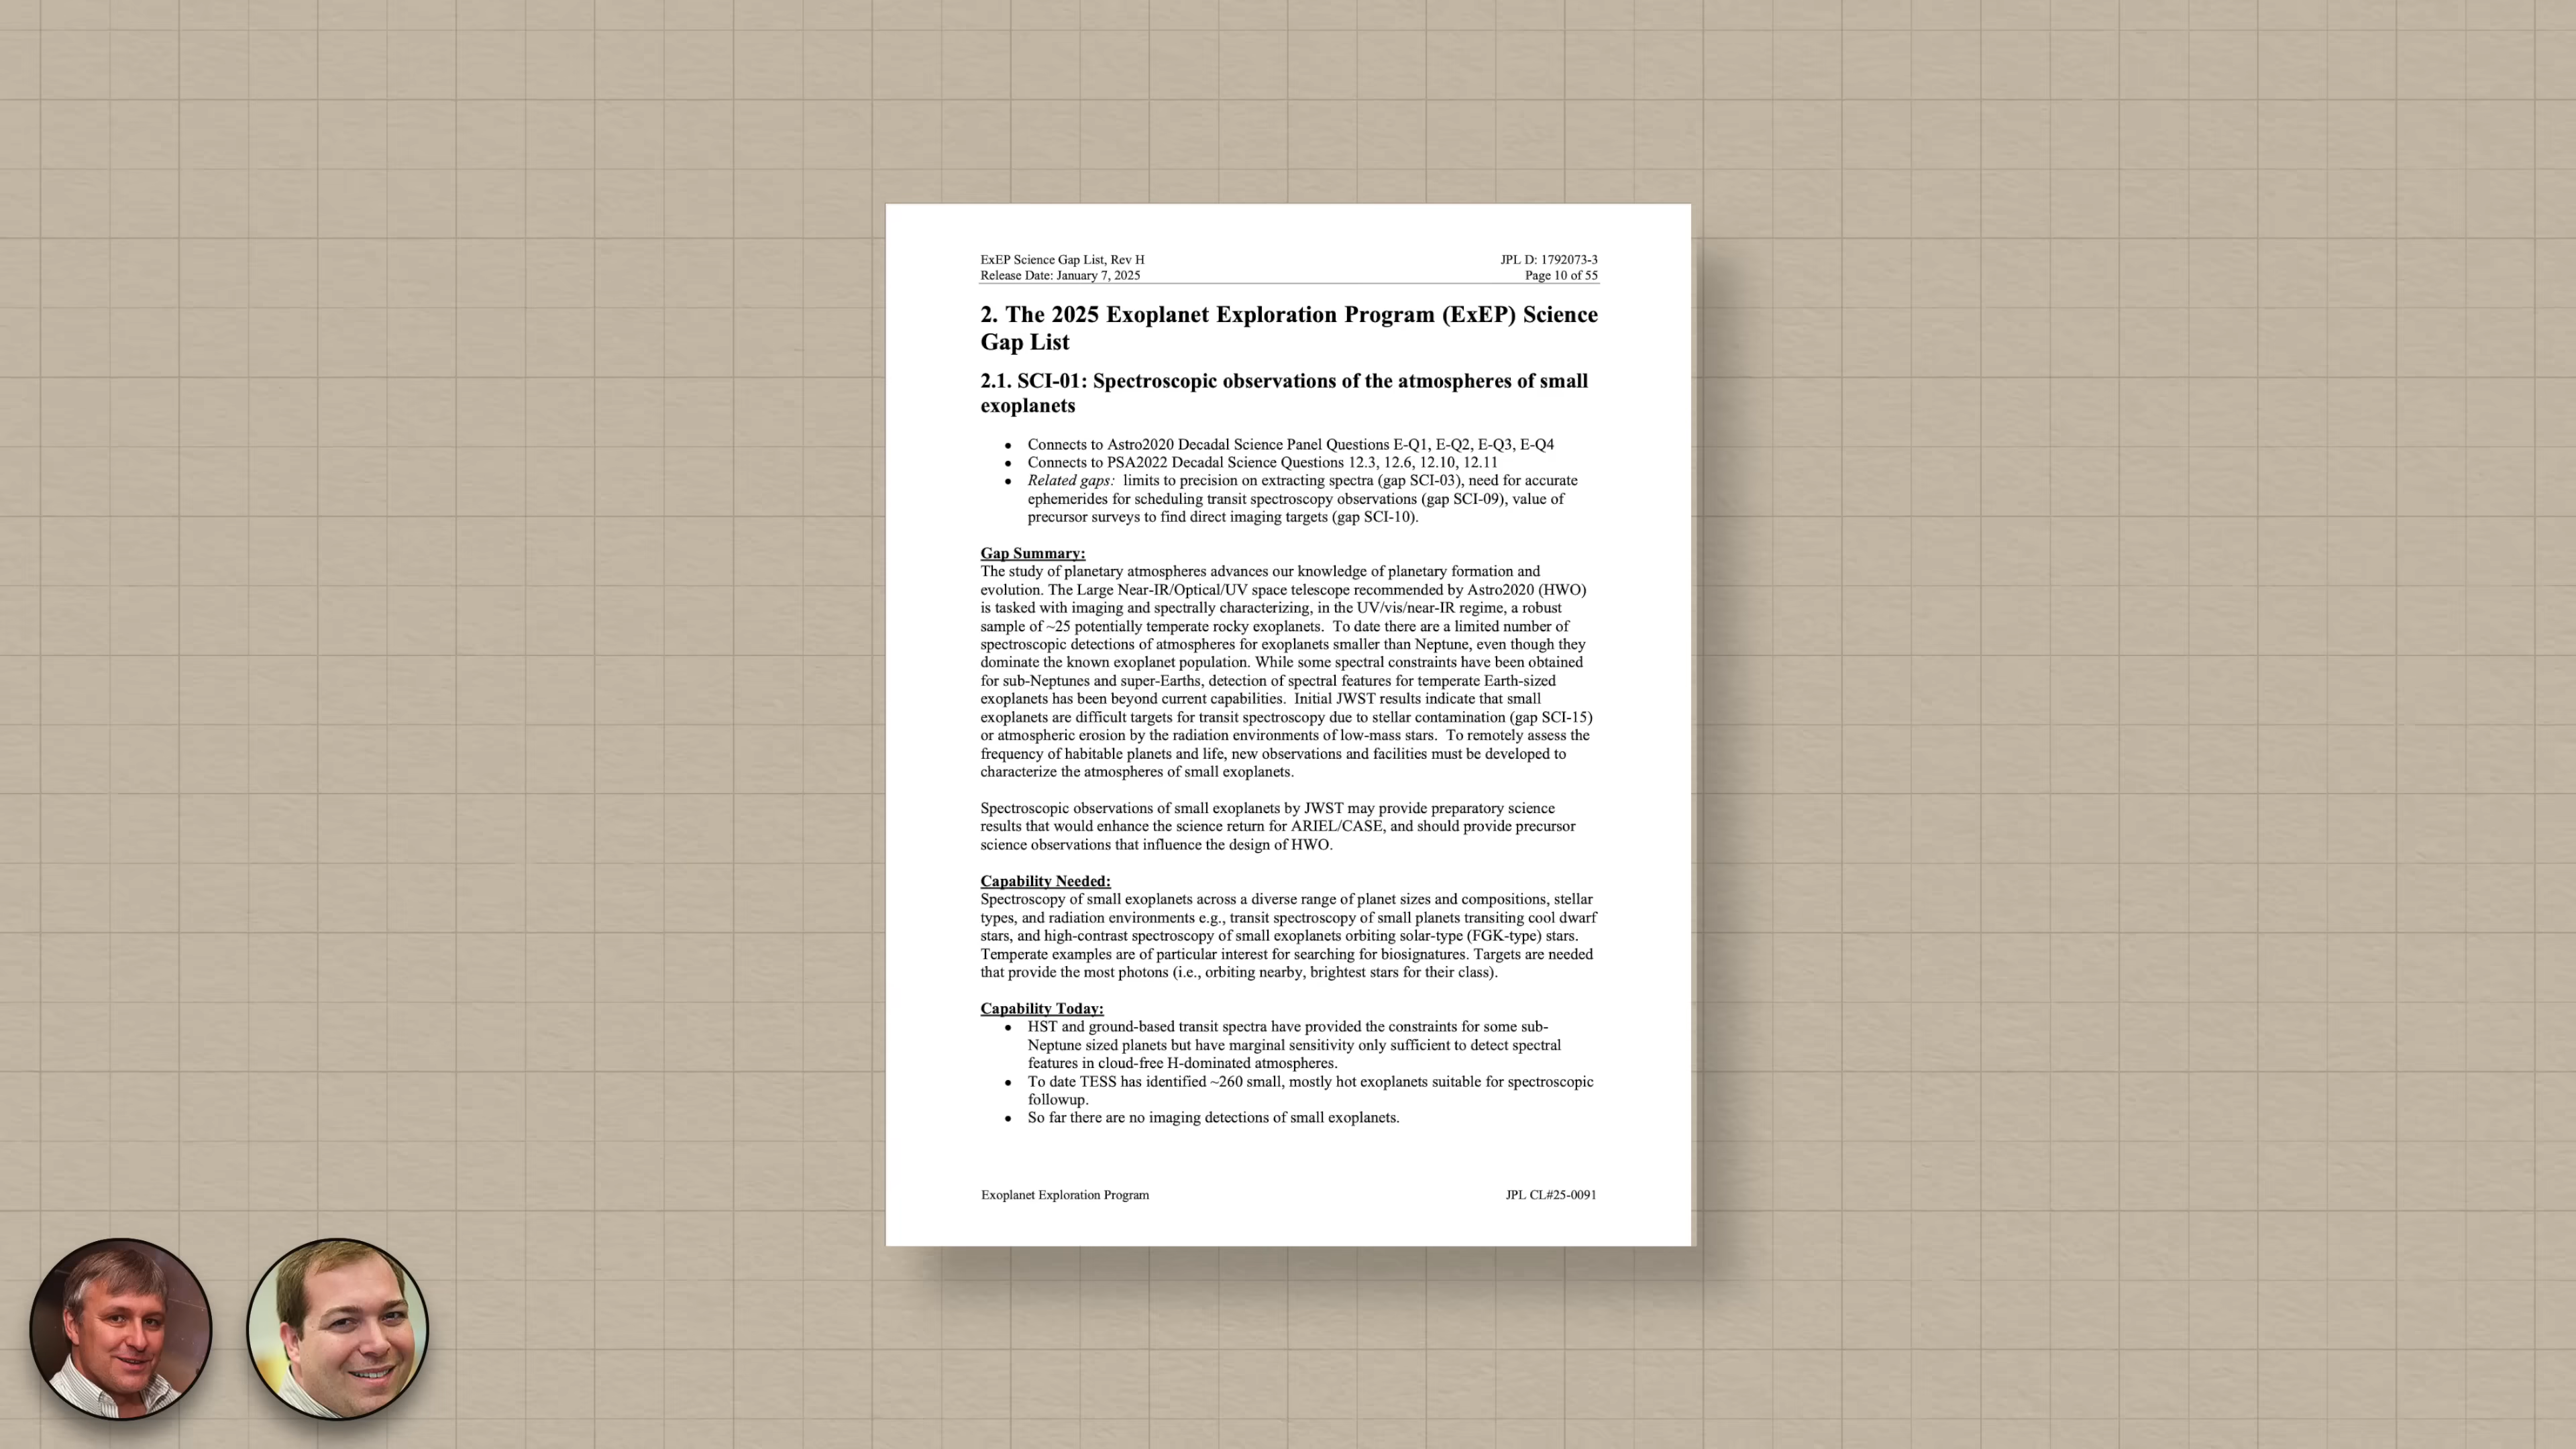 ExEP Science Gap List, Rev H
JPL D: 1792073-3
Release Date: January 7, 2025
Page 10 of 55
2. The 2025 Exoplanet Exploration Program (ExEP) Science
Gap List
2.1. SCI-01: Spectroscopic observations of the atmospheres of small
exoplanets
• Connects to Astro2020 Decadal Science Panel Questions E-Q1, E-Q2, E-Q3, E-Q4
• Connects to PSA2022 Decadal Science Questions 12.3, 12.6, 12.10, 12.11
• Related gaps: limits to precision on extracting spectra (gap SCI-03), need for accurate
ephemerides for scheduling transit spectroscopy observations (gap SCI-09), value of
precursor surveys to find direct imaging targets (gap SCI-10).
Gap Summary:
The study of planetary atmospheres advances our knowledge of planetary formation and
evolution. The Large Near-IR/Optical/UV space telescope recommended by Astro2020 (HWO)
is tasked with imaging and spectrally characterizing, in the UV/vis/near-IR regime, a robust
sample of ~25 potentially temperate rocky exoplanets. To date there are a limited number of
spectroscopic detections of atmospheres for exoplanets smaller than Neptune, even though they
dominate the known exoplanet population. While some spectral constraints have been obtained
for sub-Neptunes and super-Earths, detection of spectral features for temperate Earth-sized
exoplanets has been beyond current capabilities. Initial JWST results indicate that small
exoplanets are difficult targets for transit spectroscopy due to stellar contamination (gap SCI-15)
or atmospheric erosion by the radiation environments of low-mass stars. To remotely assess the
frequency of habitable planets and life, new observations and facilities must be developed to
characterize the atmospheres of small exoplanets.
Spectroscopic observations of small exoplanets by JWST may provide preparatory science
results that would enhance the science return for ARIEL/CASE, and should provide precursor
science observations that influence the design of HWO.
Capability Needed:
Spectroscopy of small exoplanets across a diverse range of planet sizes and compositions, stellar
types, and radiation environments e.g., transit spectroscopy of small planets transiting cool dwarf
stars, and high-contrast spectroscopy of small exoplanets orbiting solar-type (FGK-type) stars.
Temperate examples are of particular interest for searching for biosignatures. Targets are needed
that provide the most photons (i.e., orbiting nearby, brightest stars for their class).
Capability Today:
• HST and ground-based transit spectra have provided the constraints for some sub-
Neptune sized planets but have marginal sensitivity only sufficient to detect spectral
features in cloud-free H-dominated atmospheres.
• To date TESS has identified ~260 small, mostly hot exoplanets suitable for spectroscopic
followup.
• So far there are no imaging detections of small exoplanets.
Exoplanet Exploration Program
JPL CL#25-0091